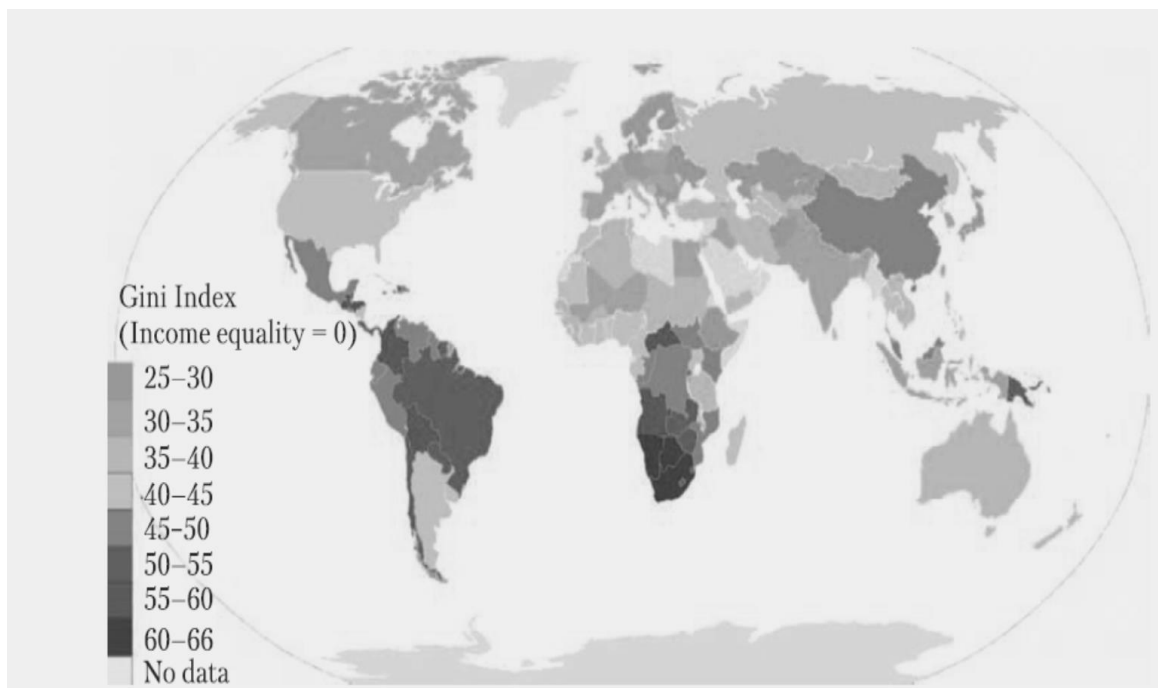 Gini Index
(Income equality = 0)
25–30
30–35
35–40
40–45
45–50
50–55
55–60
60–66
No data